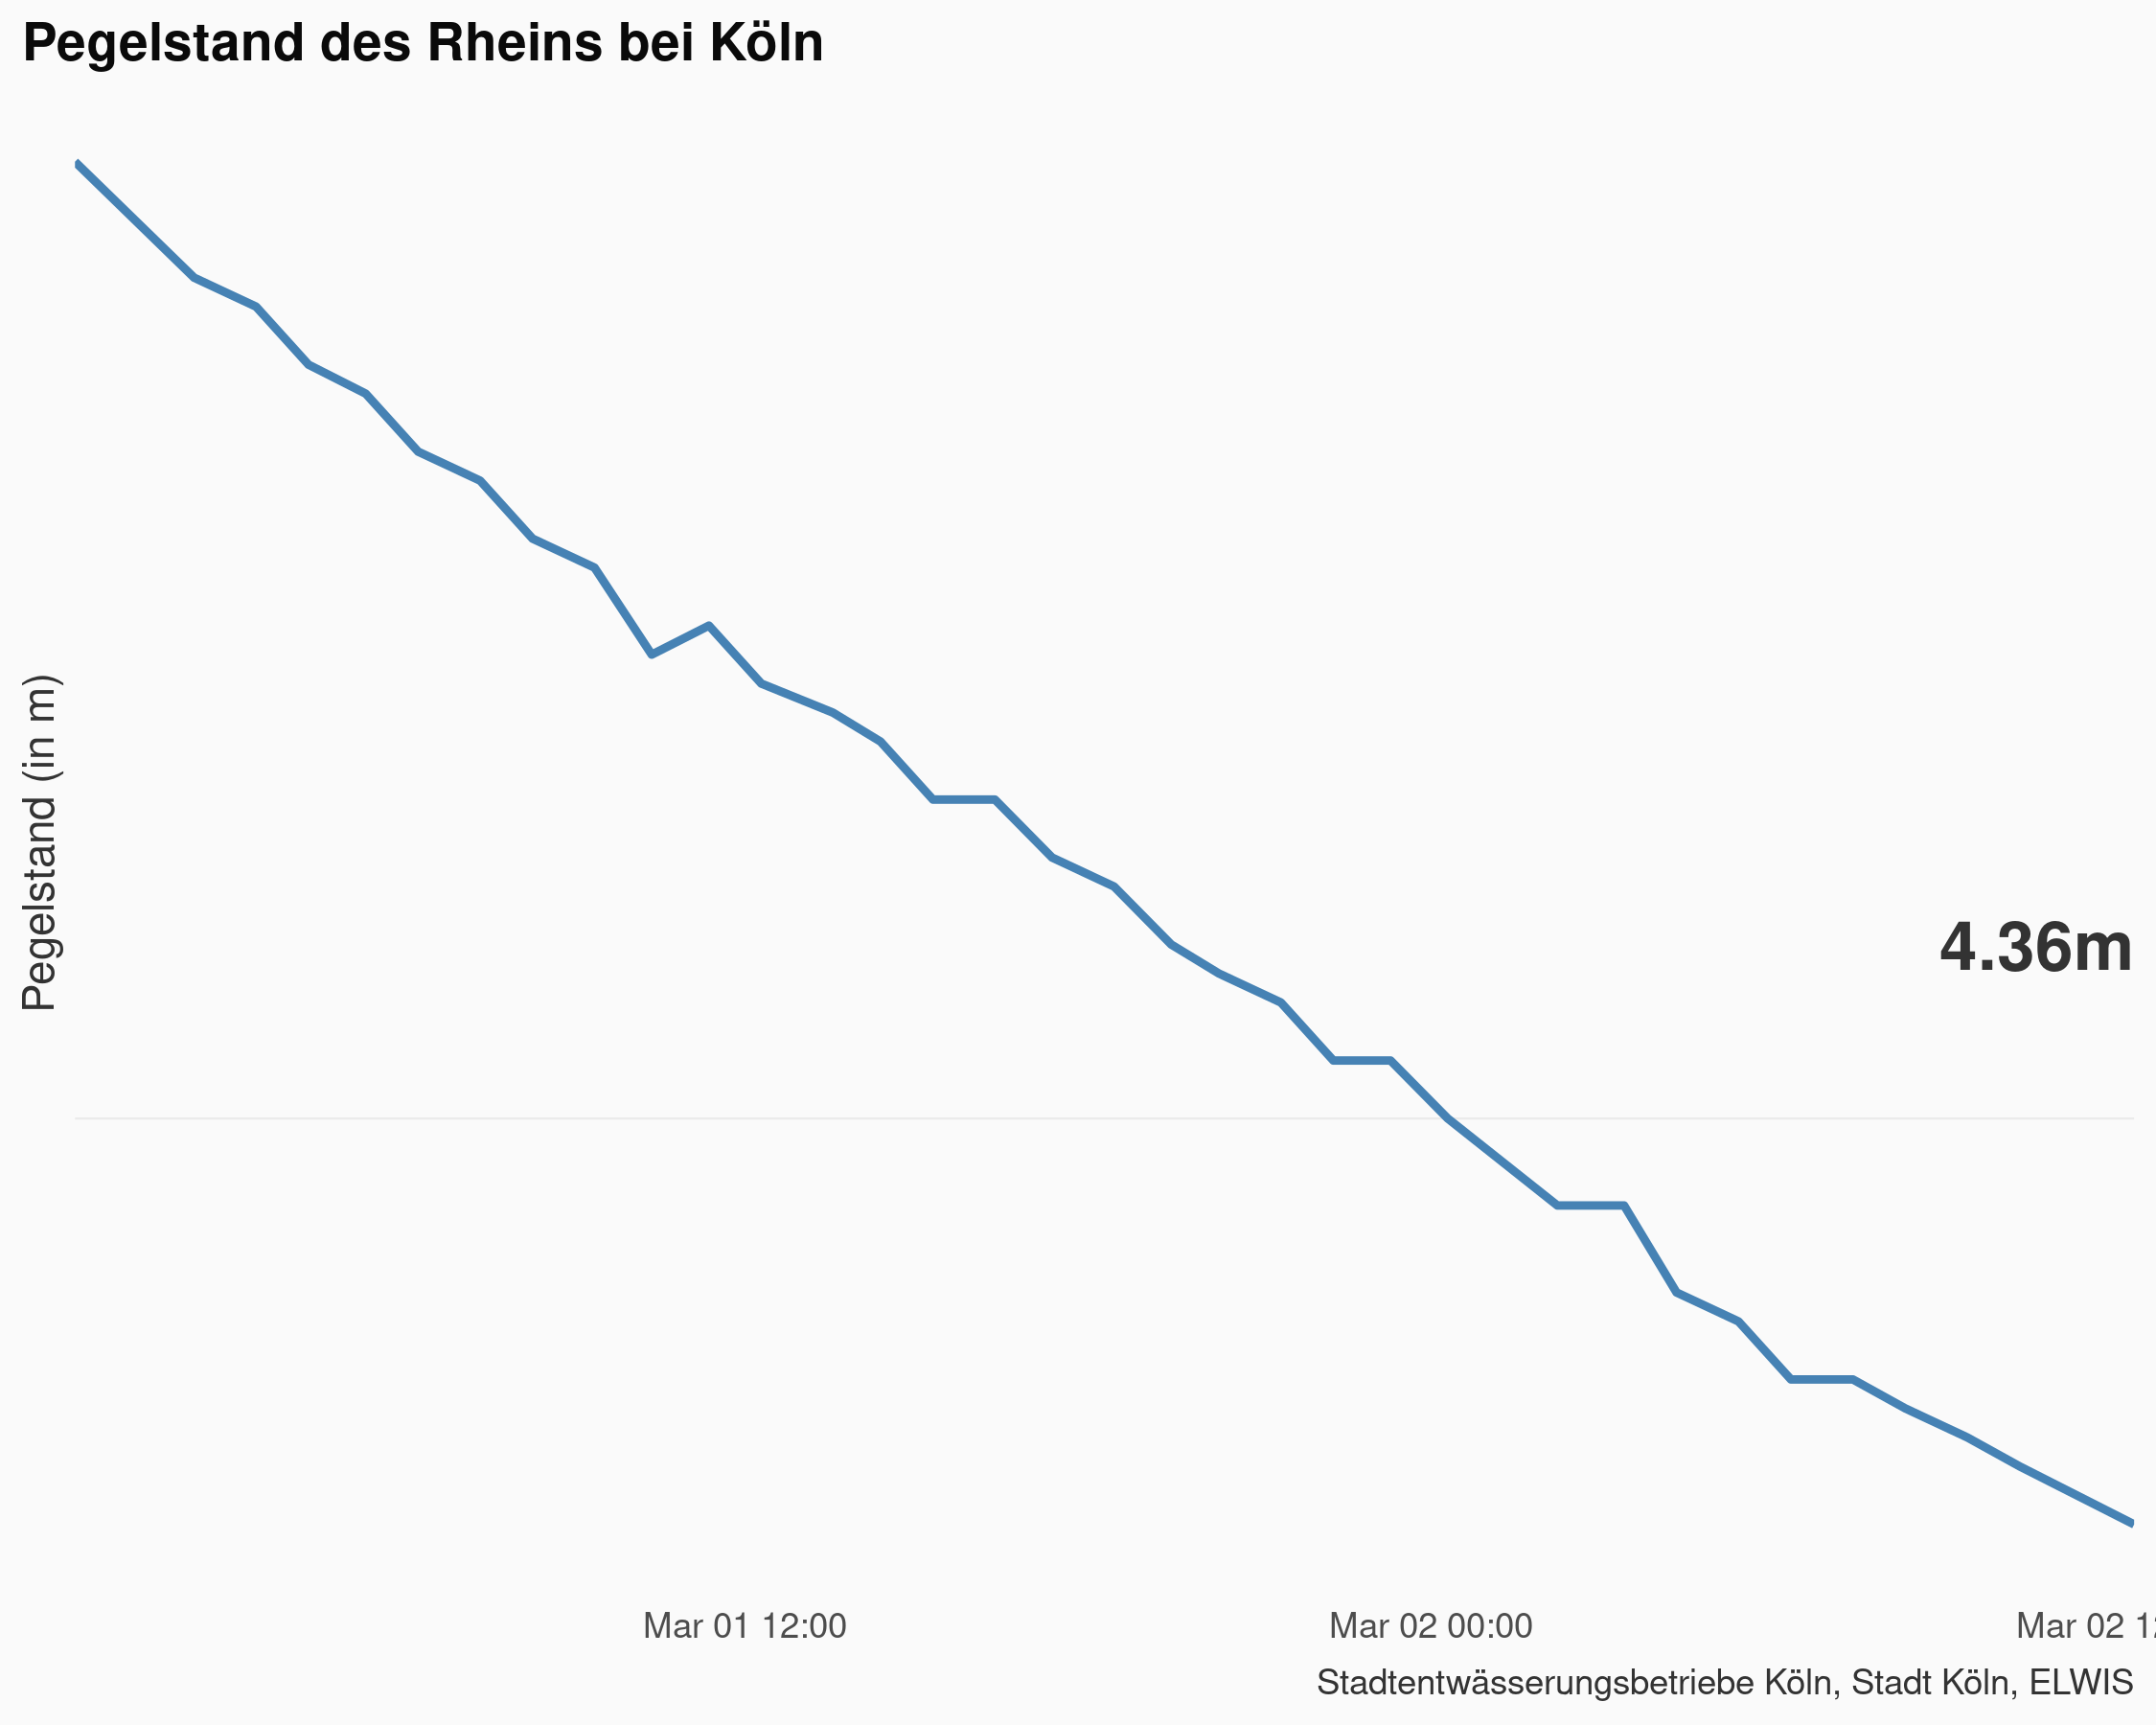 Pegelstand des Rheins bei Köln
Pegelstand (in m)
4.36m
Mar 01 12:00
Mar 02 00:00
Mar 02 1
Stadtentwässerungsbetriebe Köln, Stadt Köln, ELWIS